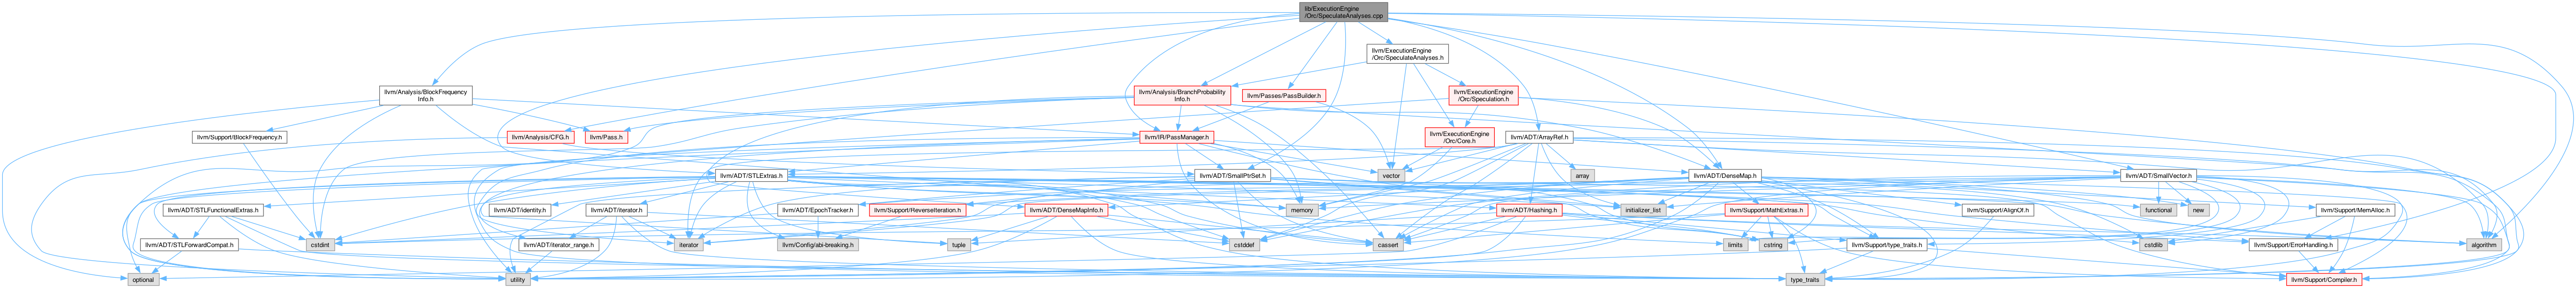 lib/ExecutionEngine
/Orc/SpeculateAnalyses.cpp
llvm/ExecutionEngine
/Orc/SpeculateAnalyses.h
llvm/Analysis/BlockFrequency
Info.h
llvm/Analysis/BranchProbability
Info.h
llvm/Passes/PassBuilder.h
llvm/ExecutionEngine
/Orc/Speculation.h
llvm/Support/BlockFrequency.h
llvm/Analysis/CFG.h
llvm/Pass.h
llvm/IR/PassManager.h
llvm/ExecutionEngine
/Orc/Core.h
llvm/ADT/ArrayRef.h
llvm/ADT/STLExtras.h
llvm/ADT/SmallPtrSet.h
vector
array
llvm/ADT/DenseMap.h
llvm/ADT/SmallVector.h
llvm/ADT/STLFunctionalExtras.h
llvm/ADT/identity.h
llvm/ADT/iterator.h
llvm/ADT/EpochTracker.h
llvm/Support/ReverseIteration.h
llvm/ADT/DenseMapInfo.h
memory
llvm/ADT/Hashing.h
initializer_list
llvm/Support/MathExtras.h
llvm/Support/AlignOf.h
functional
new
llvm/Support/MemAlloc.h
llvm/ADT/STLForwardCompat.h
cstdint
llvm/ADT/iterator_range.h
iterator
llvm/Config/abi-breaking.h
tuple
cstddef
cassert
limits
cstring
llvm/Support/type_traits.h
cstdlib
llvm/Support/ErrorHandling.h
algorithm
optional
utility
type_traits
llvm/Support/Compiler.h